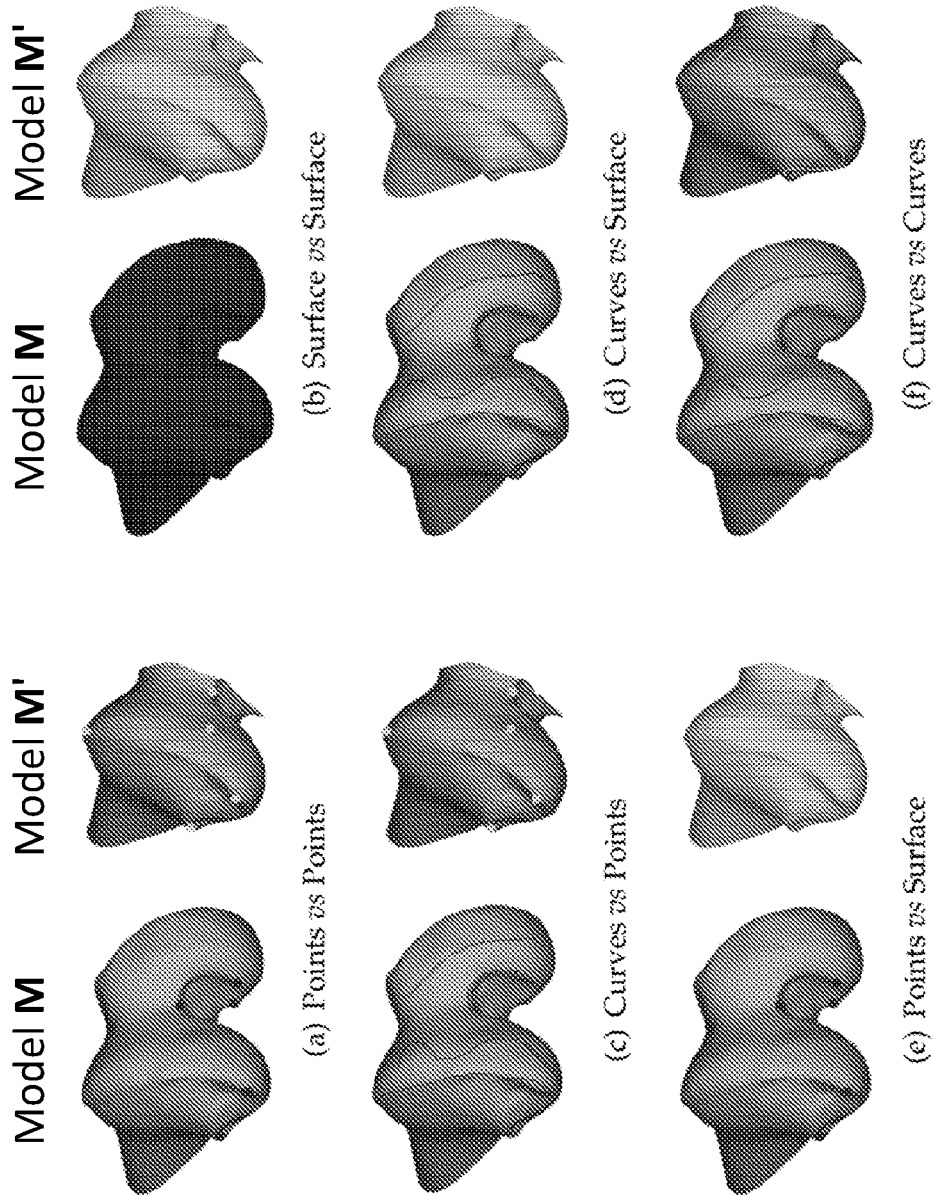 Model M
Model M'
Model M
Model M'
(a) Points vs Points
(b) Surface vs Surface
(c) Curves vs Points
(d) Curves vs Surface
(e) Points vs Surface
(f) Curves vs Curves